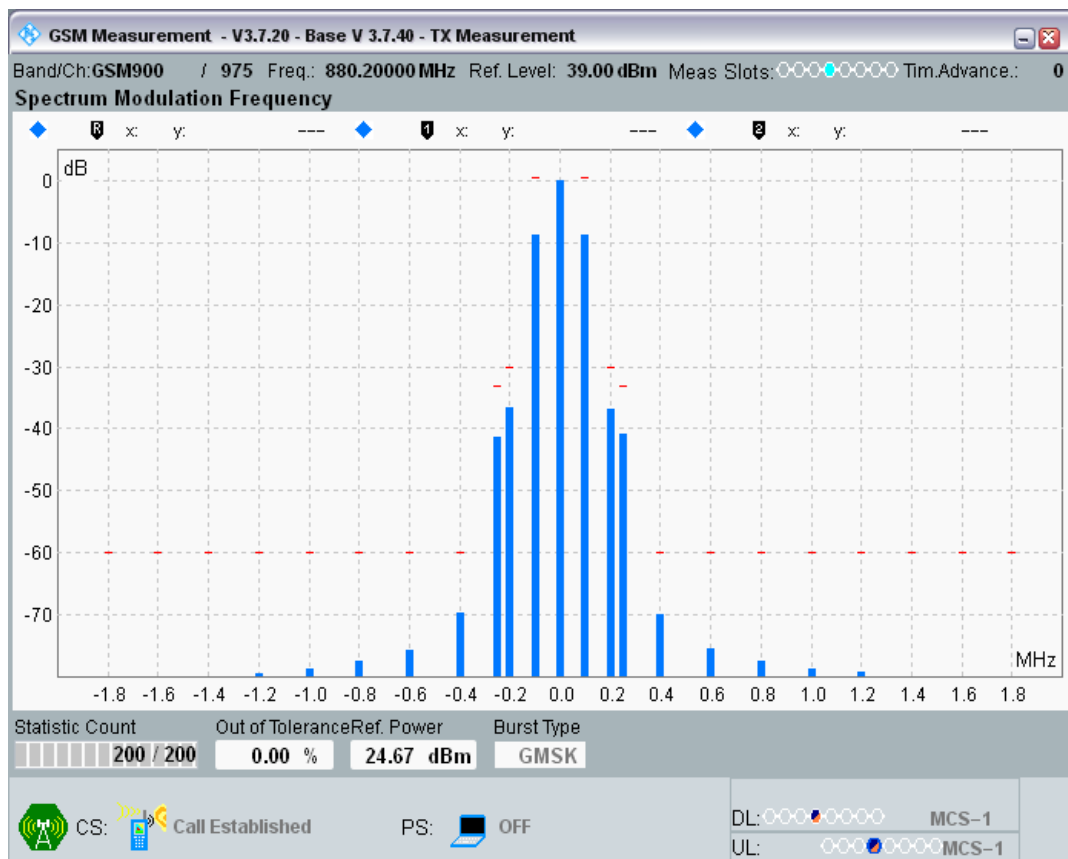 GSM Measurement - V3.7.20 - Base V 3.7.40 - TX Measurement
Band/Ch:GSM900 / 975 Freq.: 880.20000 MHz Ref. Level: 39.00 dBm Meas Slots: Tim.Advance.: 0
Spectrum Modulation Frequency
R x: y: --- 1 x: y: --- 2 x: y: ---
dB
0
-10
-20
-30
-40
-50
-60
-70
MHz
-1.8 -1.6 -1.4 -1.2 -1.0 -0.8 -0.6 -0.4 -0.2 0.0 0.2 0.4 0.6 0.8 1.0 1.2 1.4 1.6 1.8
Statistic Count Out of Tolerance Ref. Power Burst Type
200 / 200 0.00 % 24.67 dBm GMSK
CS: Call Established PS: OFF
DL: MCS-1
UL: MCS-1